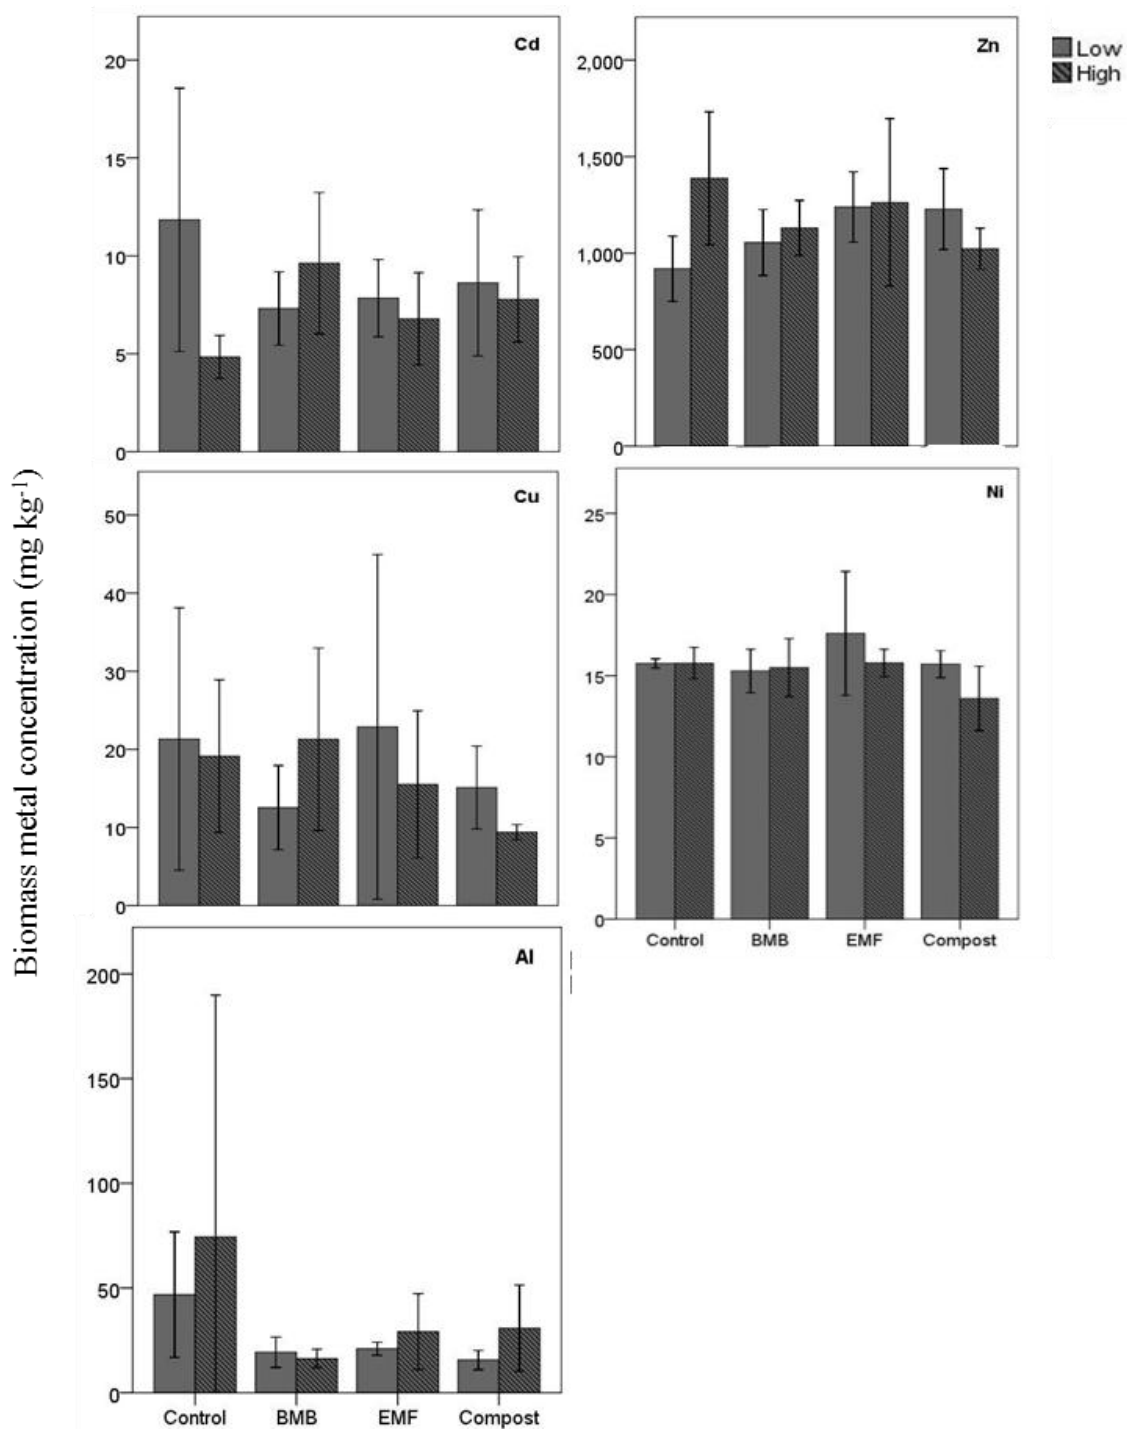 Biomass metal concentration (mg kg-1)
Cd
20
15
10
5
0
Zn
2,000
1,500
1,000
500
0
Low
High
Cu
50
40
30
20
10
0
Ni
25
20
15
10
5
0
Control BMB EMF Compost
Al
200
150
100
50
0
Control BMB EMF Compost